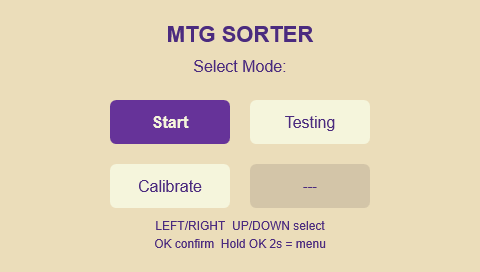 MTG SORTER
Select Mode:
Start Testing
Calibrate ---
LEFT/RIGHT  UP/DOWN select
OK confirm  Hold OK 2s = menu